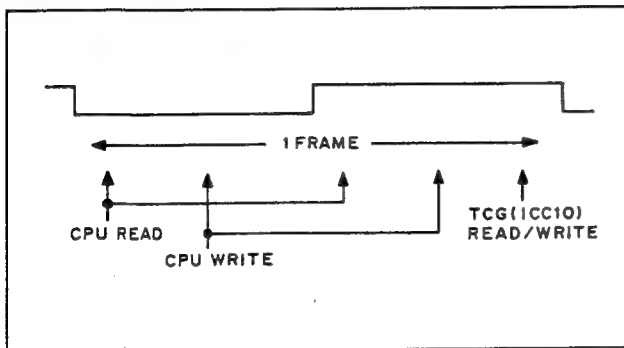 1 FRAME
CPU READ
CPU WRITE
TCG(ICC10)
READ/WRITE